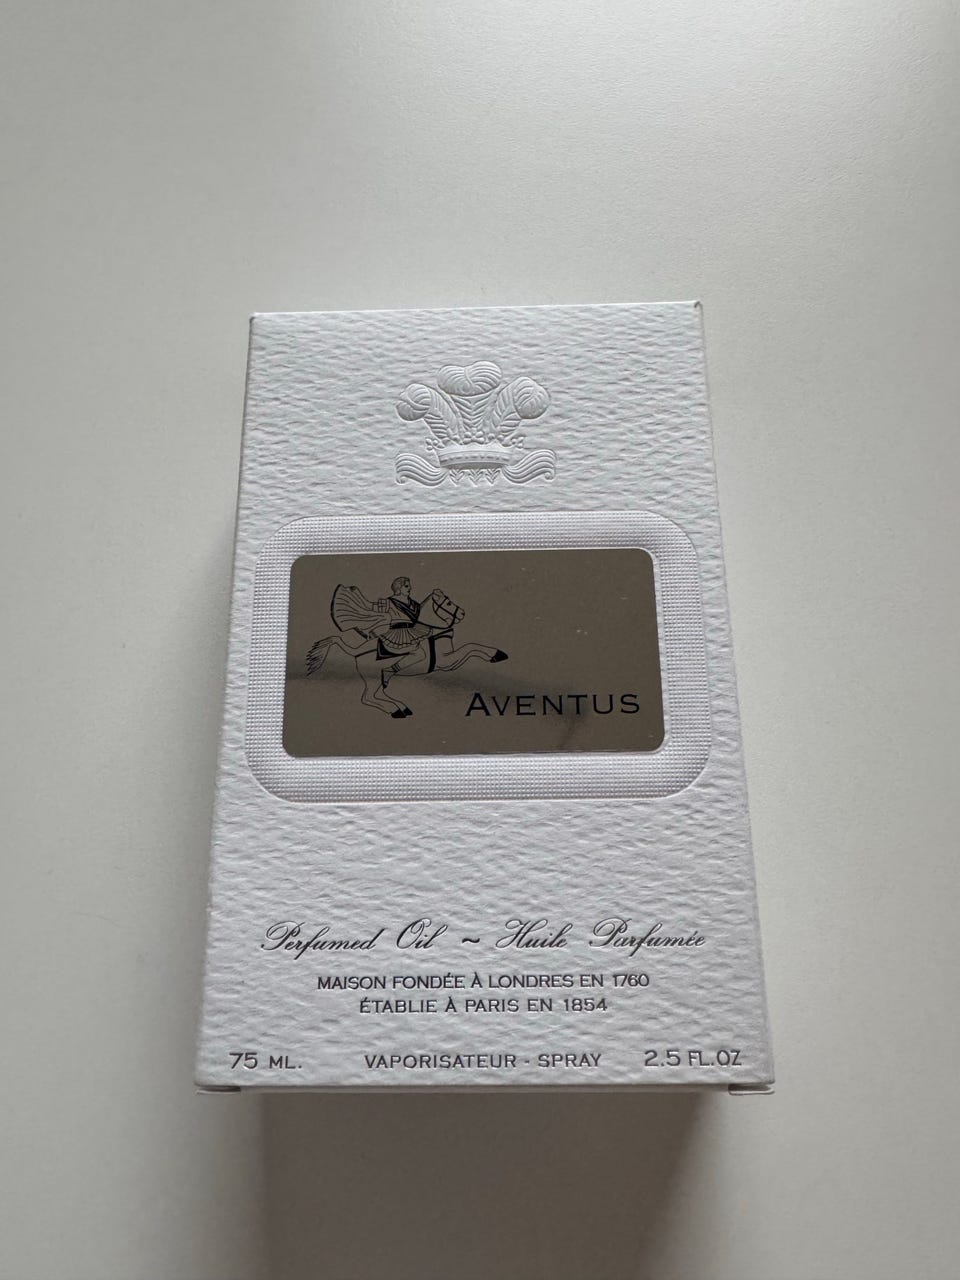 AVENTUS
Perfumed Oil ~ Huile Parfumée
MAISON FONDÉE À LONDRES EN 1760
ÉTABLIE À PARIS EN 1854
75 ML. VAPORISATEUR - SPRAY 2.5 FL.OZ